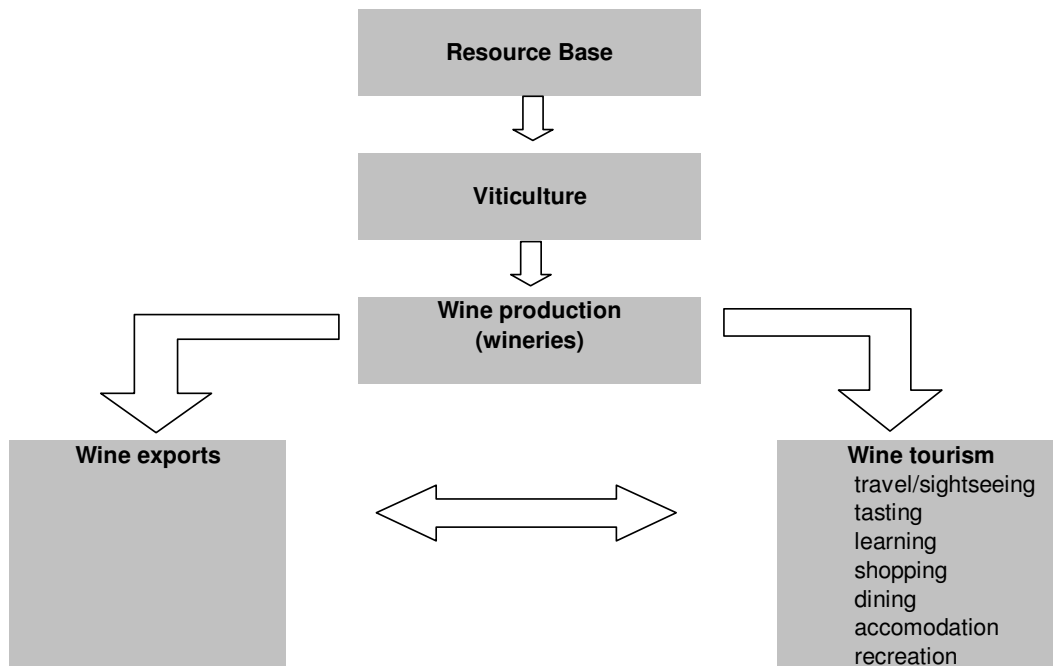 Resource Base
Viticulture
Wine production
(wineries)
Wine exports
Wine tourism
travel/sightseeing
tasting
learning
shopping
dining
accomodation
recreation